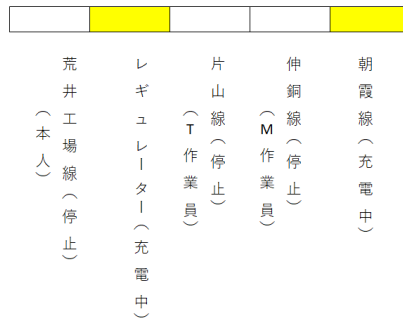 朝霞線（充電中）
伸銅線（停止）
（M作業員）
片山線（停止）
（T作業員）
レギュレーター（充電中）
荒井工場線（停止）
（本人）